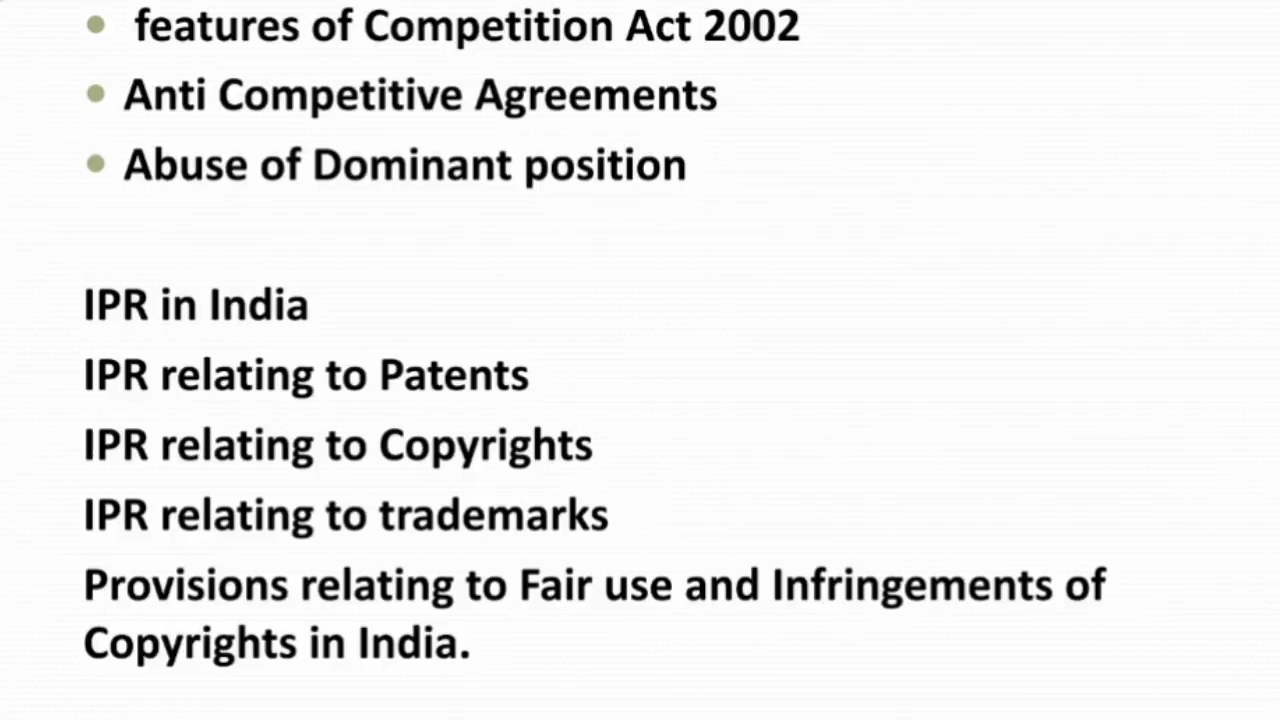 • features of Competition Act 2002
• Anti Competitive Agreements
• Abuse of Dominant position
IPR in India
IPR relating to Patents
IPR relating to Copyrights
IPR relating to trademarks
Provisions relating to Fair use and Infringements of
Copyrights in India.